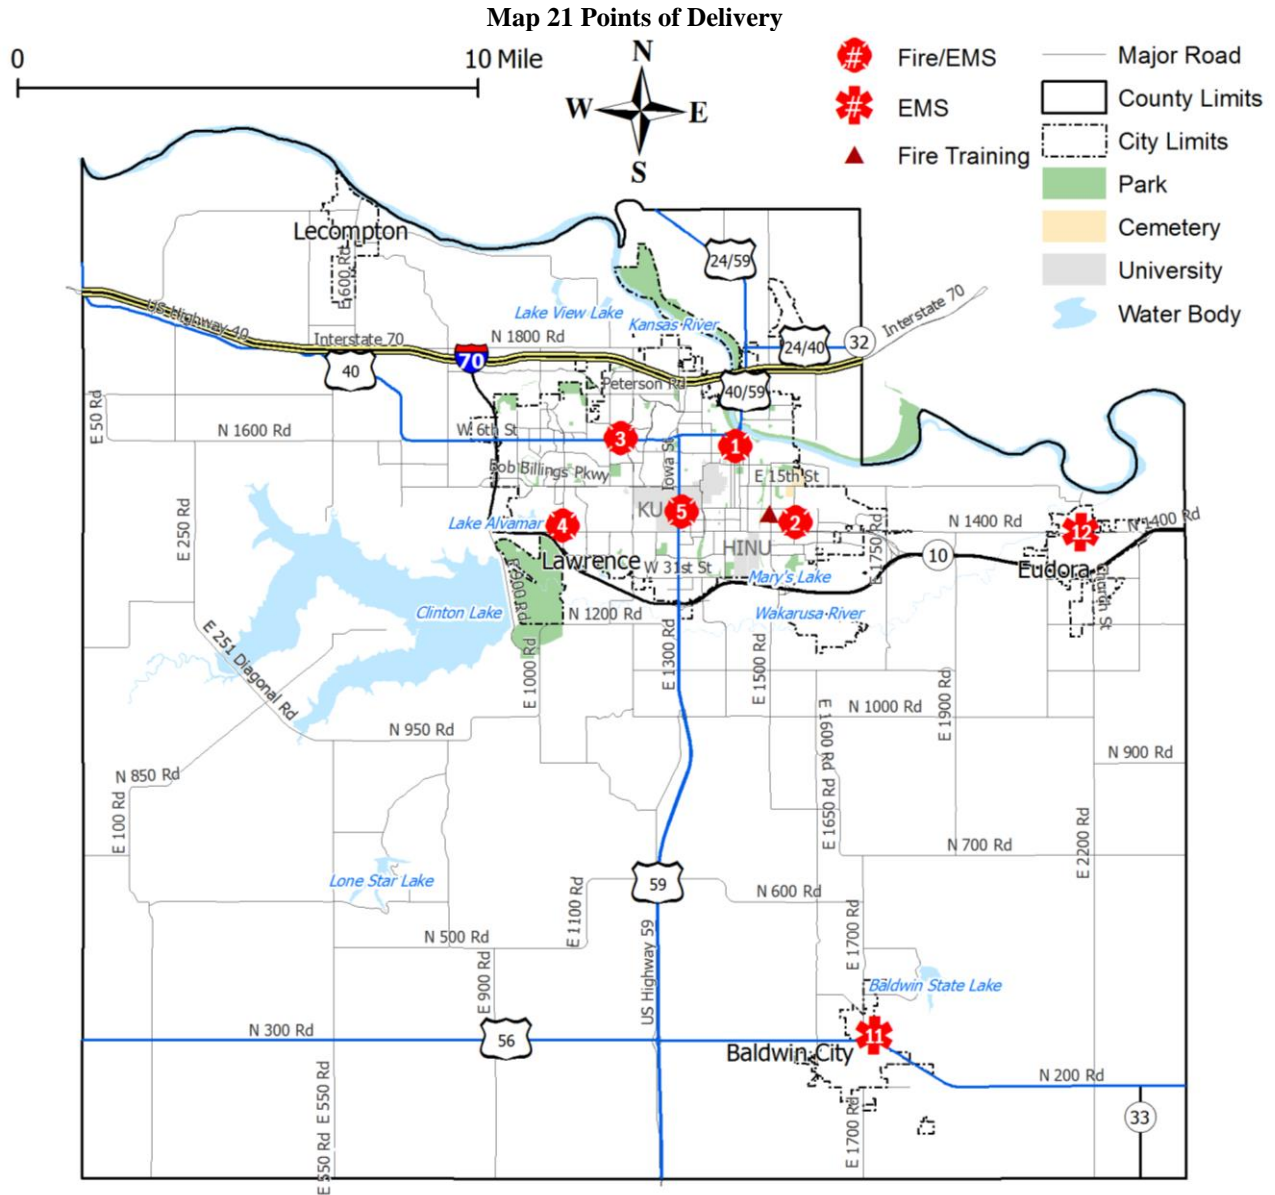 Map 21 Points of Delivery
0
10 Mile
N
W
E
S
#
Fire/EMS
#
EMS
Fire Training
Major Road
County Limits
City Limits
Park
Cemetery
University
Water Body
Lecompton
E 600 Rd
24/59
Lake View Lake
Kansas River
Interstate 70
US Highway 40
Interstate 70
N 1800 Rd
24/40
32
70
40
Peterson Rd
40/59
E 50 Rd
N 1600 Rd
W 6th St
3
1
Iowa St
Bob Billings Pkwy
E 15th St
E 250 Rd
Lake Alvamar
4
KU
5
2
N 1400 Rd
12
N 1400 Rd
E 1750 Rd
HINU
10
Lawrence
W 31st St
Eudora
Mary's Lake
E 900 Rd
Church St
Clinton Lake
N 1200 Rd
Wakarusa River
E 251 Diagonal Rd
E 1000 Rd
E 1300 Rd
E 1500 Rd
E 1600 Rd
E 1900 Rd
N 1000 Rd
N 950 Rd
N 900 Rd
N 850 Rd
E 100 Rd
E 1650 Rd
E 2200 Rd
N 700 Rd
Lone Star Lake
59
N 600 Rd
E 1100 Rd
E 1700 Rd
N 500 Rd
E 900 Rd
US Highway 59
Baldwin State Lake
N 300 Rd
56
11
Baldwin City
N 200 Rd
E 550 Rd
E 550 Rd
E 1700 Rd
33